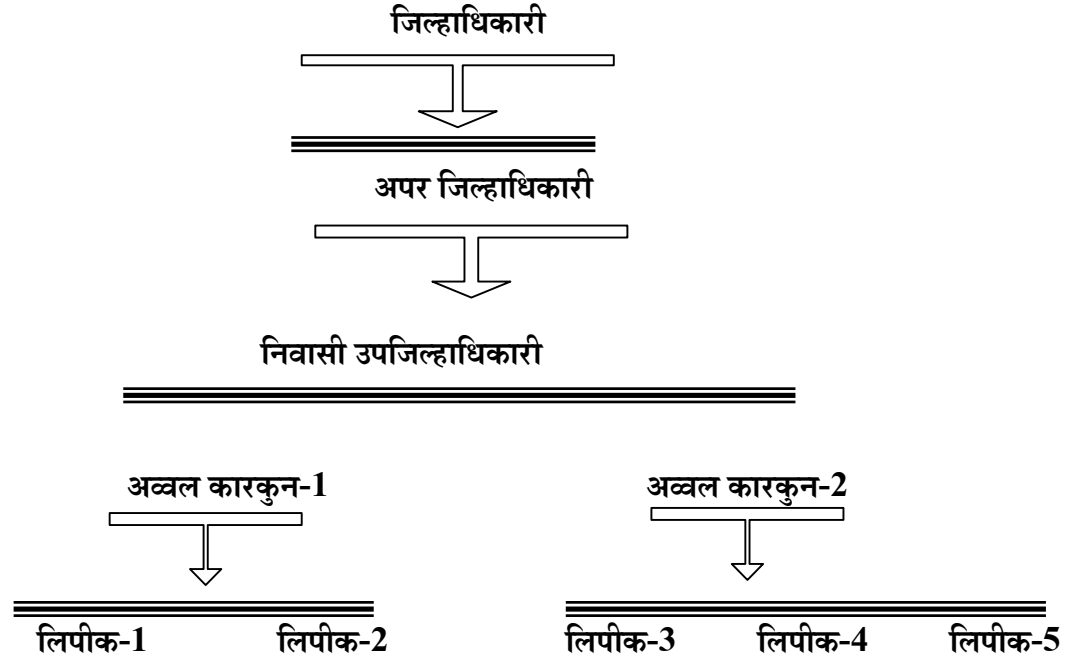 जिल्हाधिकारी
अपर जिल्हाधिकारी
निवासी उपजिल्हाधिकारी
अव्वल कारकुन-1 अव्वल कारकुन-2
लिपीक-1 लिपीक-2 लिपीक-3 लिपीक-4 लिपीक-5